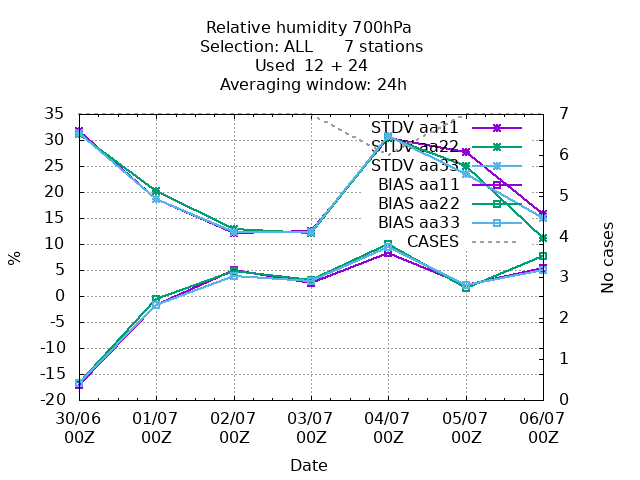 Relative humidity 700hPa
Selection: ALL 7 stations
Used 12 + 24
Averaging window: 24h
35
30
25
20
15
10
5
0
-5
-10
-15
-20
%
STDV aa11
STDV aa22
STDV aa33
BIAS aa11
BIAS aa22
BIAS aa33
CASES
7
6
5
4
3
2
1
0
No cases
30/06 01/07 02/07 03/07 04/07 05/07 06/07
00Z 00Z 00Z 00Z 00Z 00Z 00Z
Date